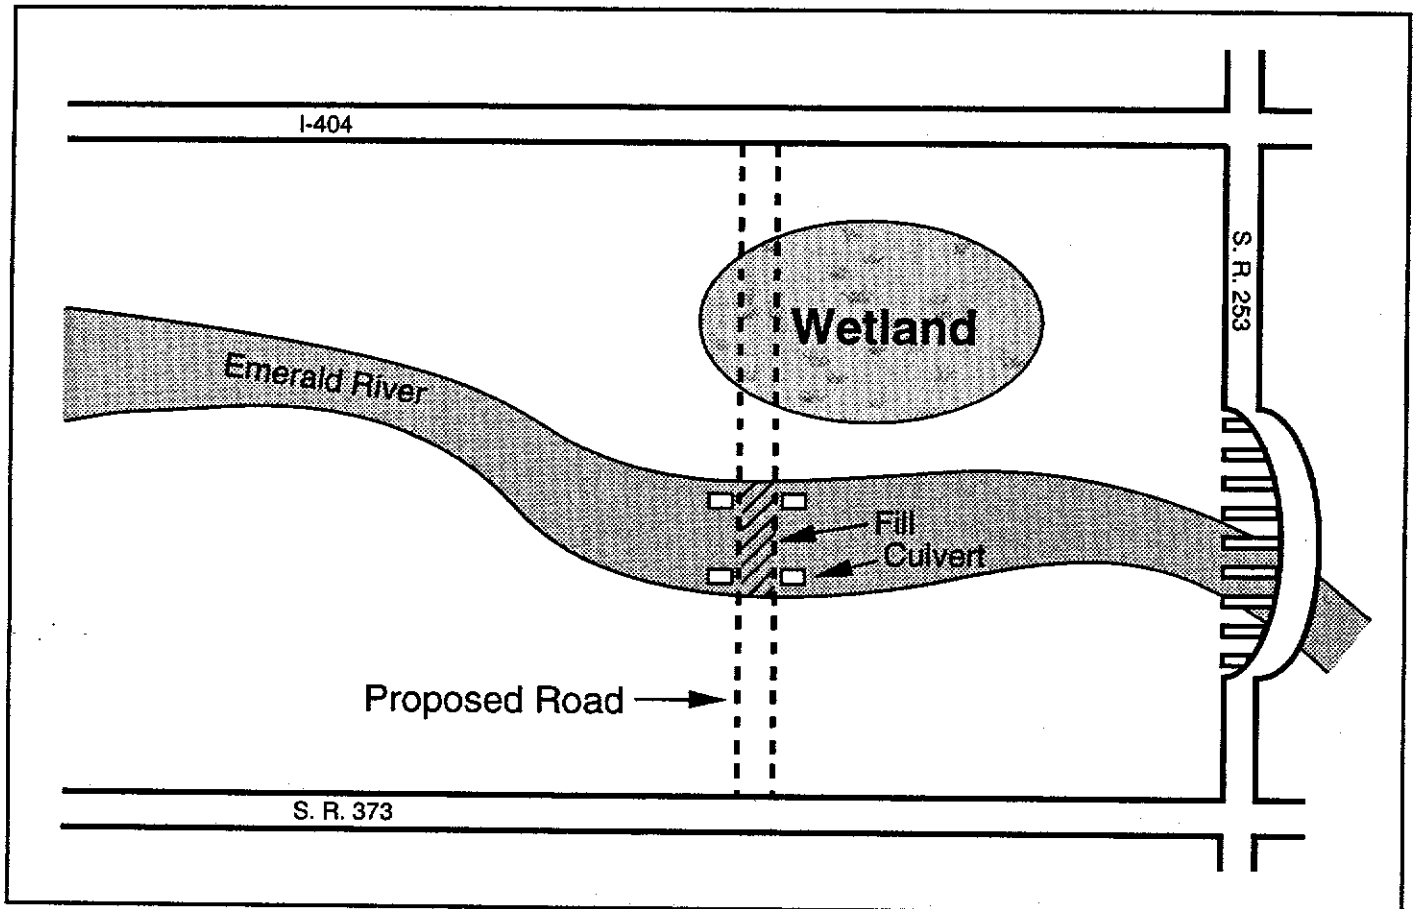 I-404
S. R. 253
Wetland
Emerald River
Fill
Culvert
Proposed Road
S. R. 373